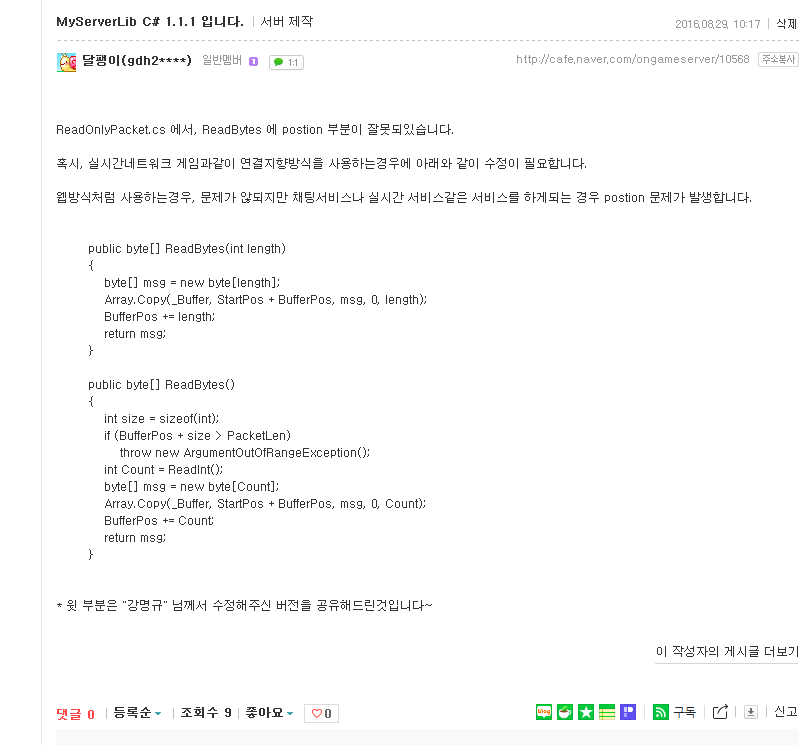 MyServerLib C# 1.1.1 입니다. | 서버 제작
2016.08.29. 10:17 | 삭제
달팽이(gdh2****) 일반멤버 1 1:1
http://cafe.naver.com/ongameserver/10568 주소복사
ReadOnlyPacket.cs 에서, ReadBytes 에 postion 부분이 잘못되있습니다.
혹시, 실시간네트워크 게임과같이 연결지향방식을 사용하는경우에 아래와 같이 수정이 필요합니다.
웹방식처럼 사용하는경우, 문제가 않되지만 채팅서비스나 실시간 서비스같은 서비스를 하게되는 경우 postion 문제가 발생합니다.
public byte[] ReadBytes(int length)
{
byte[] msg = new byte[length];
Array.Copy(_Buffer, StartPos + BufferPos, msg, 0, length);
BufferPos += length;
return msg;
}
public byte[] ReadBytes()
{
int size = sizeof(int);
if (BufferPos + size > PacketLen)
throw new ArgumentOutOfRangeException();
int Count = ReadInt();
byte[] msg = new byte[Count];
Array.Copy(_Buffer, StartPos + BufferPos, msg, 0, Count);
BufferPos += Count;
return msg;
}
* 윗 부분은 "강명규" 님께서 수정해주신 버전을 공유해드린것입니다~
이 작성자의 게시글 더보기
댓글 0 | 등록순 | 조회수 9 | 좋아요 0
blog 구독 | 신고